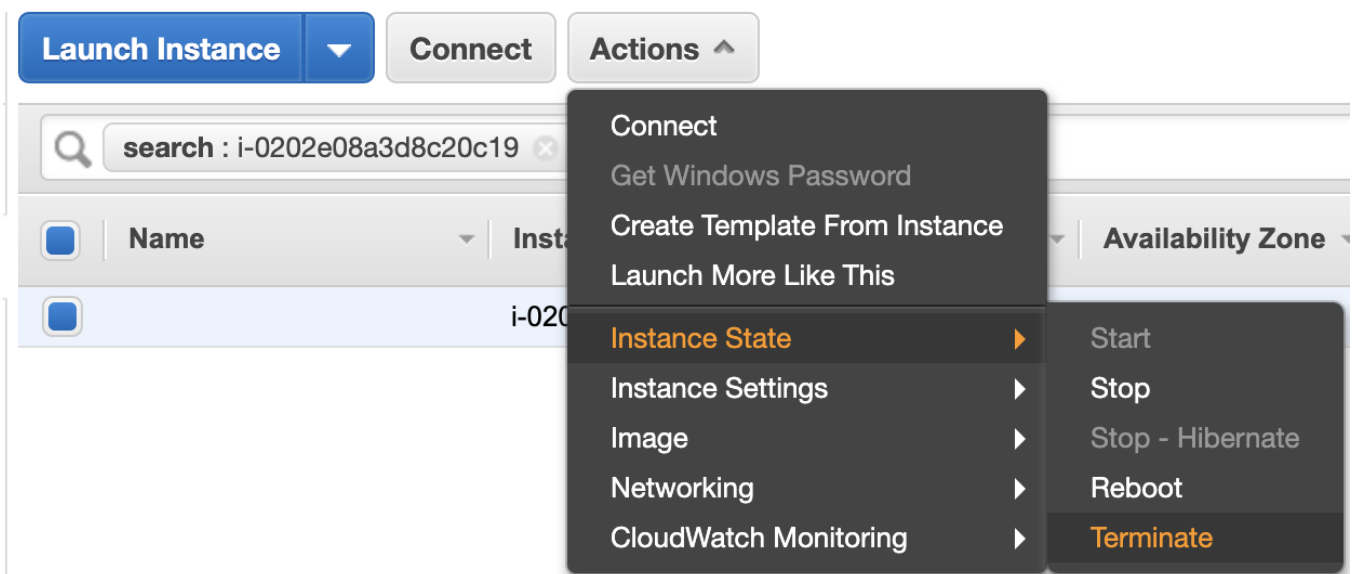 Launch Instance
Connect
Actions
search : i-0202e08a3d8c20c19
Name
Availability Zone
i-020
Connect
Get Windows Password
Create Template From Instance
Launch More Like This
Instance State
Instance Settings
Image
Networking
CloudWatch Monitoring
Start
Stop
Stop - Hibernate
Reboot
Terminate